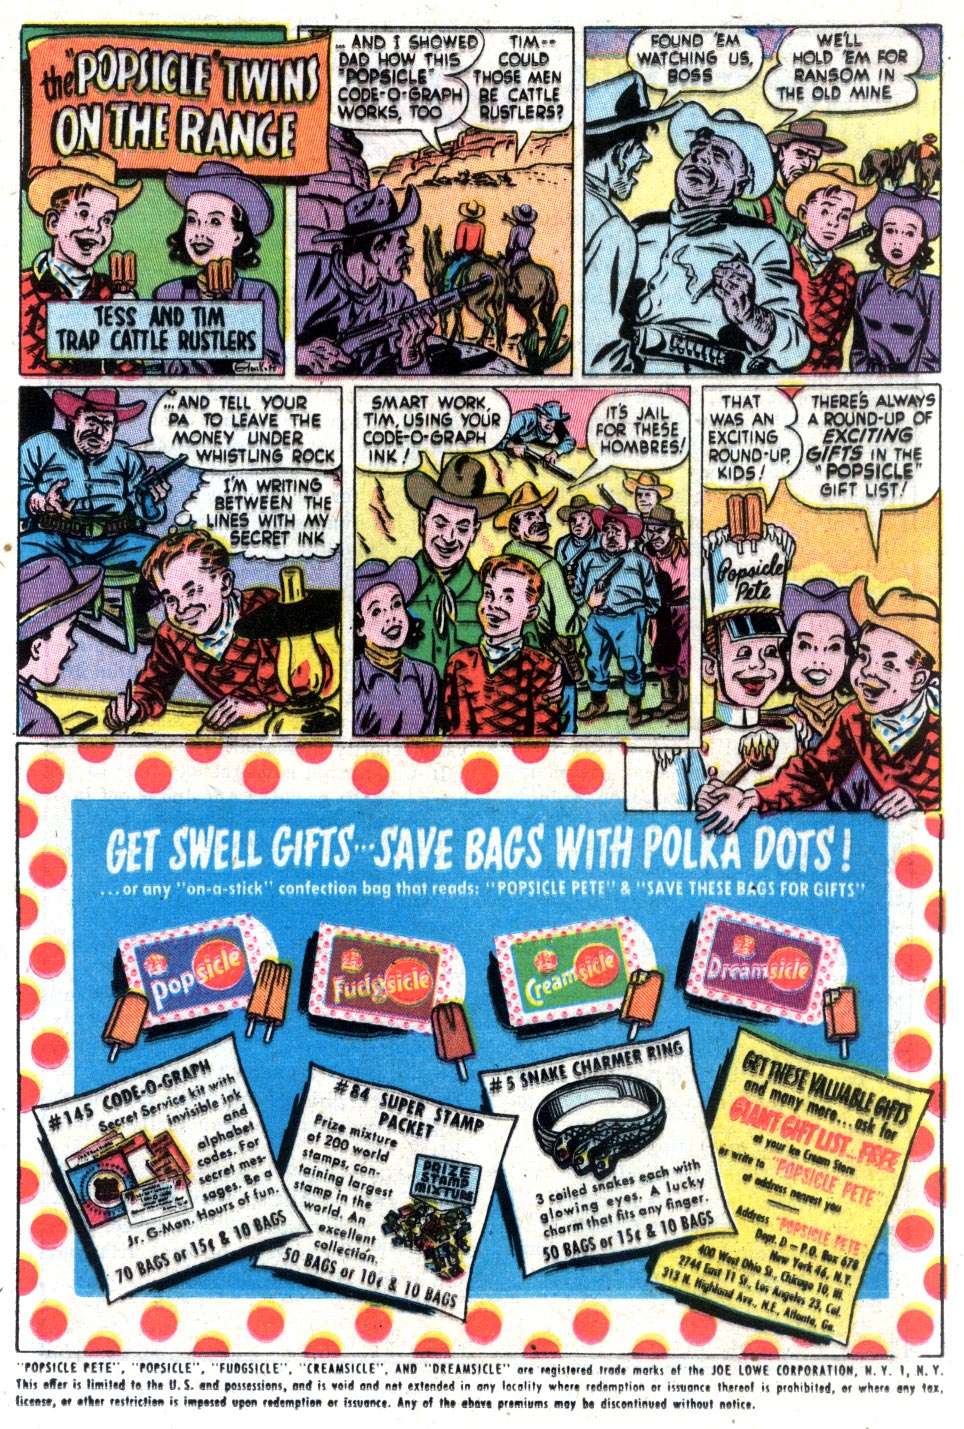 the "POPSICLE" TWINS
ON THE RANGE
TESS AND TIM
TRAP CATTLE RUSTLERS
... AND I SHOWED
DAD HOW THIS
"POPSICLE"
CODE-O-GRAPH
WORKS, TOO
TIM--
COULD
THOSE MEN
BE CATTLE
RUSTLERS?
FOUND 'EM
WATCHING US,
BOSS
WE'LL
HOLD 'EM FOR
RANSOM IN
THE OLD MINE
...AND TELL YOUR
PA TO LEAVE THE
MONEY UNDER
WHISTLING ROCK
I'M WRITING
BETWEEN THE
LINES WITH MY
SECRET INK
SMART WORK,
TIM, USING YOUR
CODE-O-GRAPH
INK!
IT'S JAIL
FOR THESE
HOMBRES!
THAT
WAS AN
EXCITING
ROUND-UP,
KIDS!
THERE'S ALWAYS
A ROUND-UP OF
EXCITING
GIFTS IN THE
"POPSICLE"
GIFT LIST!
Popsicle
Pete
GET SWELL GIFTS...SAVE BAGS WITH POLKA DOTS!
...or any "on-a-stick" confection bag that reads: "POPSICLE PETE" & "SAVE THESE BAGS FOR GIFTS"
Popsicle
Fudgsicle
Creamsicle
Dreamsicle
#145 CODE-O-GRAPH
Secret Service kit with
invisible ink
and
alphabet
codes. For
secret mes-
sages. Be a
Jr. G-Man. Hours of fun.
70 BAGS or 15¢ & 10 BAGS
#84 SUPER STAMP
PACKET
Prize mixture
of 200 world
stamps, con-
taining largest
stamp in the
world. An
excellent
collection.
PRIZE
STAMP
MIXTURE
50 BAGS or 10¢ & 10 BAGS
#5 SNAKE CHARMER RING
3 coiled snakes each with
glowing eyes. A lucky
charm that fits any finger.
50 BAGS or 15¢ & 10 BAGS
GET THESE VALUABLE GIFTS
and many more... ask for
GIANT GIFT LIST...FREE
at your Ice Cream Store
or write to "POPSICLE PETE"
at address nearest you
Address "POPSICLE PETE"
Dept. D — P.O. Box 678
New York 46, N.Y.
400 West Ohio St., Chicago 10, Ill.
2744 East 11 St., Los Angeles 23, Cal.
313 N. Highland Ave., N.E., Atlanta, Ga.
"POPSICLE PETE", "POPSICLE", "FUDGSICLE", "CREAMSICLE", AND "DREAMSICLE" are registered trade marks of the JOE LOWE CORPORATION, N. Y. 1, N. Y.
This offer is limited to the U. S. and possessions, and is void and not extended in any locality where redemption or issuance thereof is prohibited, or where any tax,
license, or other restriction is imposed upon redemption or issuance. Any of the above premiums may be discontinued without notice.